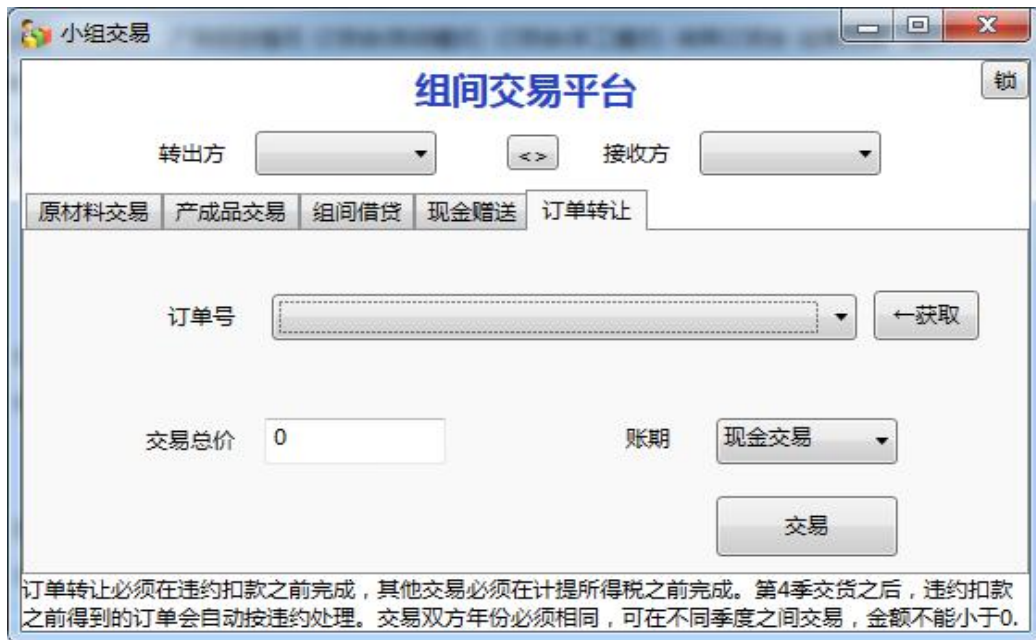 小组交易
组间交易平台
锁
转出方
<>
接收方
原材料交易 产成品交易 组间借贷 现金赠送 订单转让
订单号
←获取
交易总价 0
账期 现金交易
交易
订单转让必须在违约扣款之前完成，其他交易必须在计提所得税之前完成。第4季交货之后，违约扣款
之前得到的订单会自动按违约处理。交易双方年份必须相同，可在不同季度之间交易，金额不能小于0.